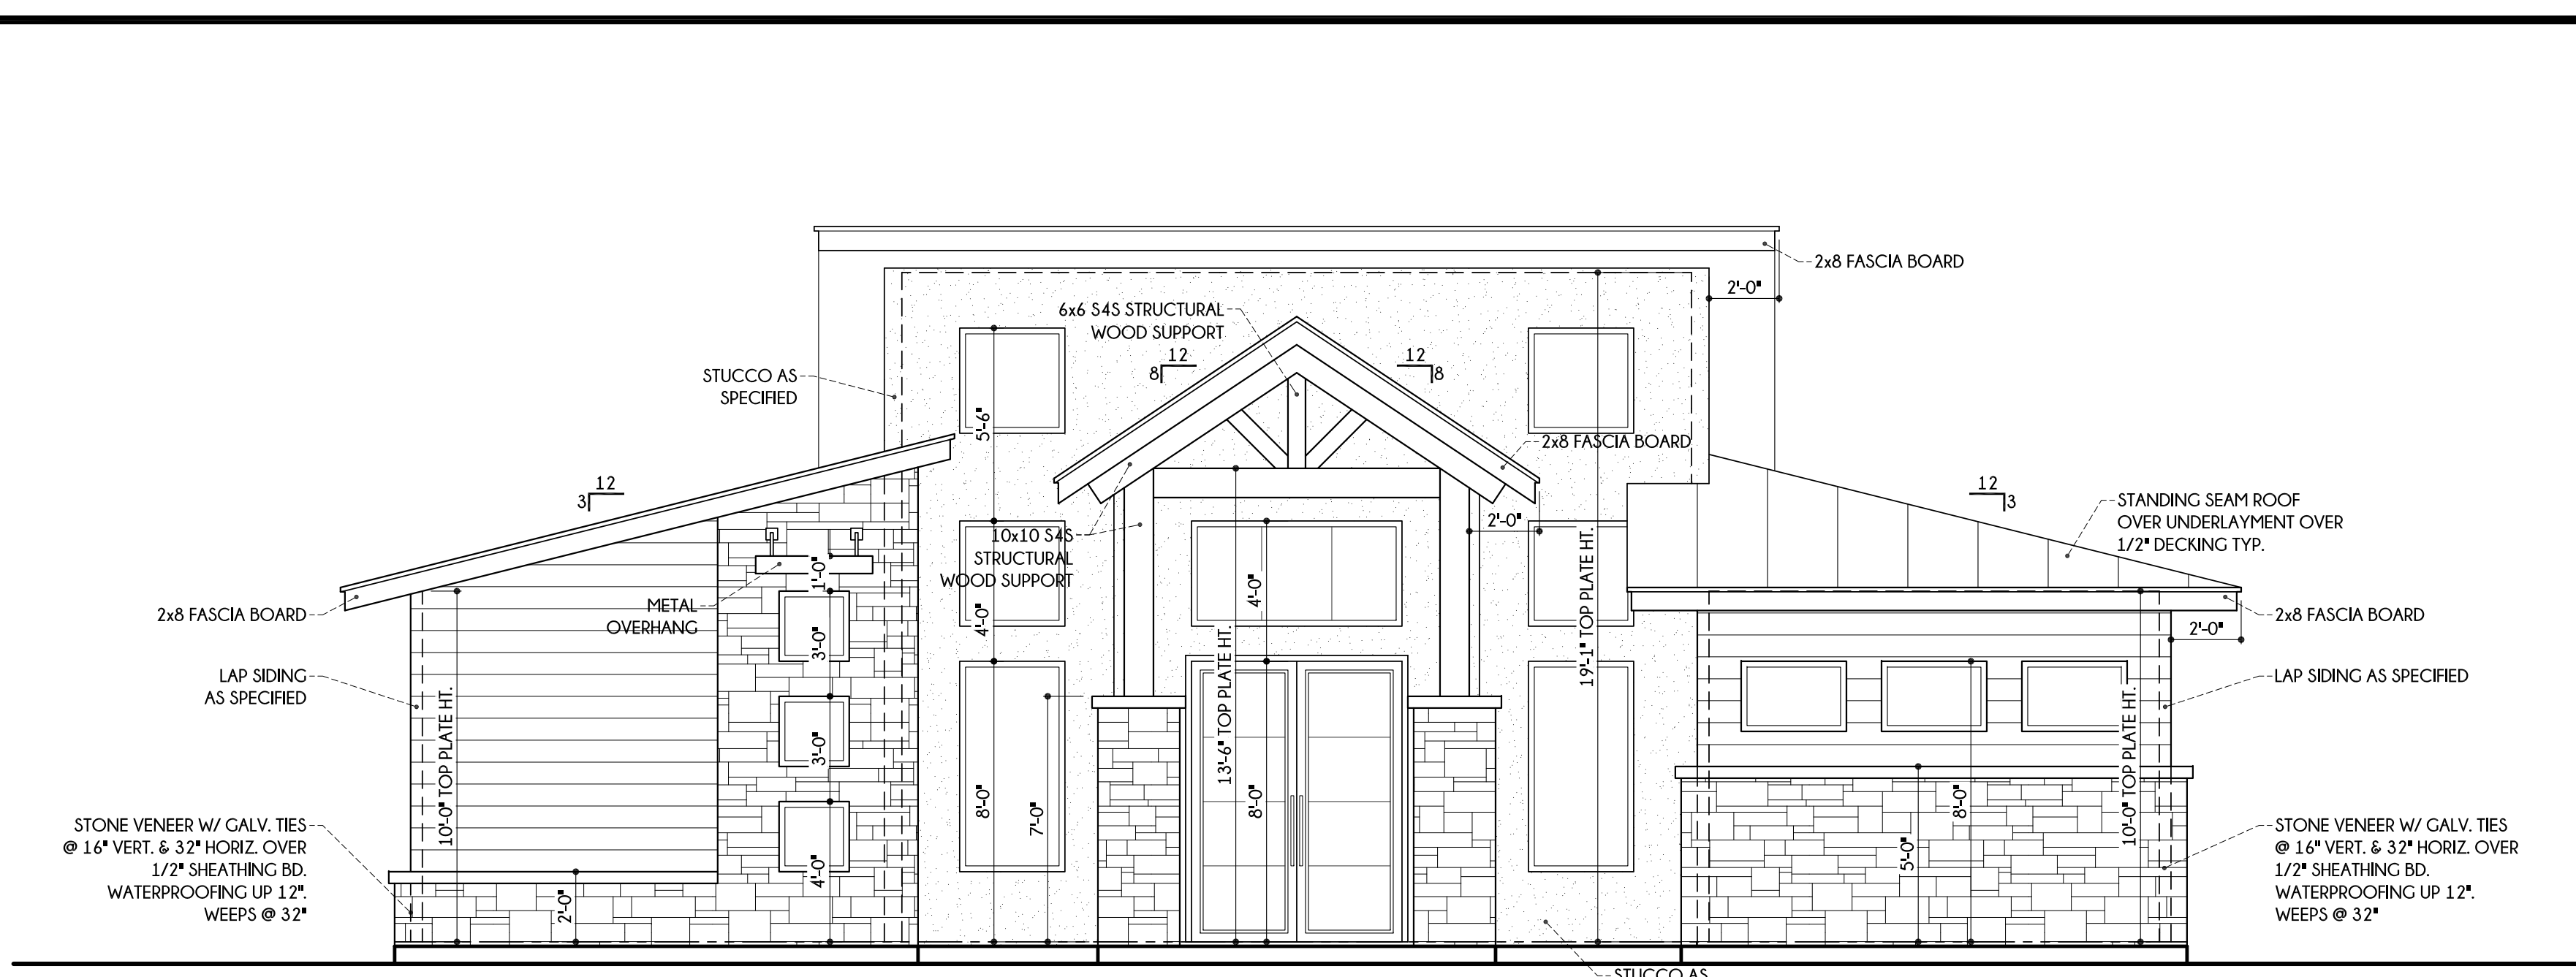 2x8 FASCIA BOARD
2'-0"
6x6 S4S STRUCTURAL
WOOD SUPPORT
12
8
12
8
STUCCO AS
SPECIFIED
5'-6"
2x8 FASCIA BOARD
12
3
12
3
STANDING SEAM ROOF
OVER UNDERLAYMENT OVER
1/2" DECKING TYP.
2'-0"
10x10 S4S
STRUCTURAL
WOOD SUPPORT
1'-0"
4'-0"
4'-0"
2x8 FASCIA BOARD
METAL
OVERHANG
3'-0"
19'-1" TOP PLATE HT.
2x8 FASCIA BOARD
2'-0"
LAP SIDING
AS SPECIFIED
LAP SIDING AS SPECIFIED
10'-0" TOP PLATE HT.
3'-0"
13'-6" TOP PLATE HT.
10'-0" TOP PLATE HT.
8'-0"
7'-0"
8'-0"
8'-0"
5'-0"
4'-0"
2'-0"
STONE VENEER W/ GALV. TIES
@ 16" VERT. & 32" HORIZ. OVER
1/2" SHEATHING BD.
WATERPROOFING UP 12".
WEEPS @ 32"
STONE VENEER W/ GALV. TIES
@ 16" VERT. & 32" HORIZ. OVER
1/2" SHEATHING BD.
WATERPROOFING UP 12".
WEEPS @ 32"
STUCCO AS